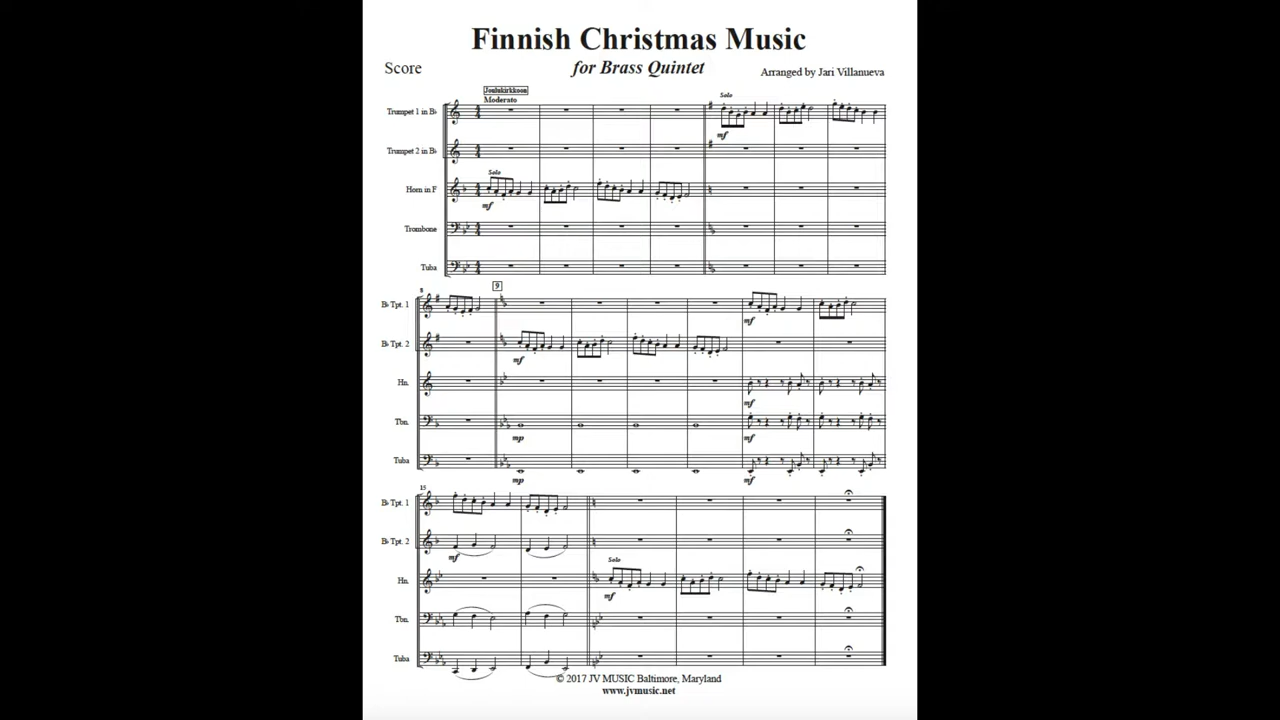 Finnish Christmas Music
for Brass Quintet
Score
Arranged by Jari Villanueva
Joulukirkkoon
Moderato
Solo
Trumpet 1 in B♭
mf
Trumpet 2 in B♭
Solo
Horn in F
mf
Trombone
Tuba
8
9
B♭ Tpt. 1
mf
B♭ Tpt. 2
mf
Hn.
mf
Tbn.
mp
mf
Tuba
mp
mf
15
B♭ Tpt. 1
B♭ Tpt. 2
mf
Solo
Hn.
mf
Tbn.
Tuba
© 2017 JV MUSIC Baltimore, Maryland
www.jvmusic.net